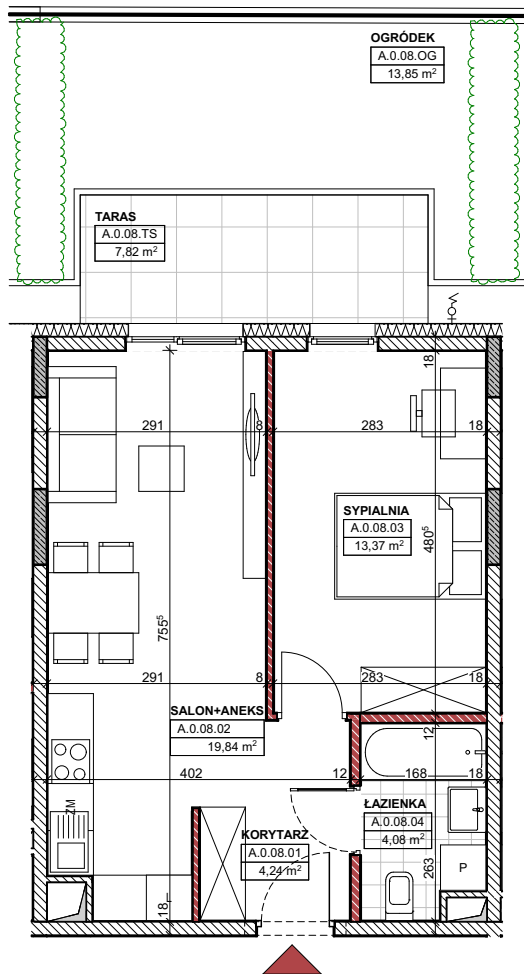 OGRÓDEK
A.0.08.OG
13,85 m²
TARAS
A.0.08.TS
7,82 m²
18
291
8
283
18
SYPIALNIA
A.0.08.03
13,37 m²
480⁵
755⁵
291
8
283
18
SALON+ANEKS
A.0.08.02
19,84 m²
12
402
12
168
18
ZM
ŁAZIENKA
A.0.08.04
4,08 m²
KORYTARZ
A.0.08.01
4,24 m²
263
P
18